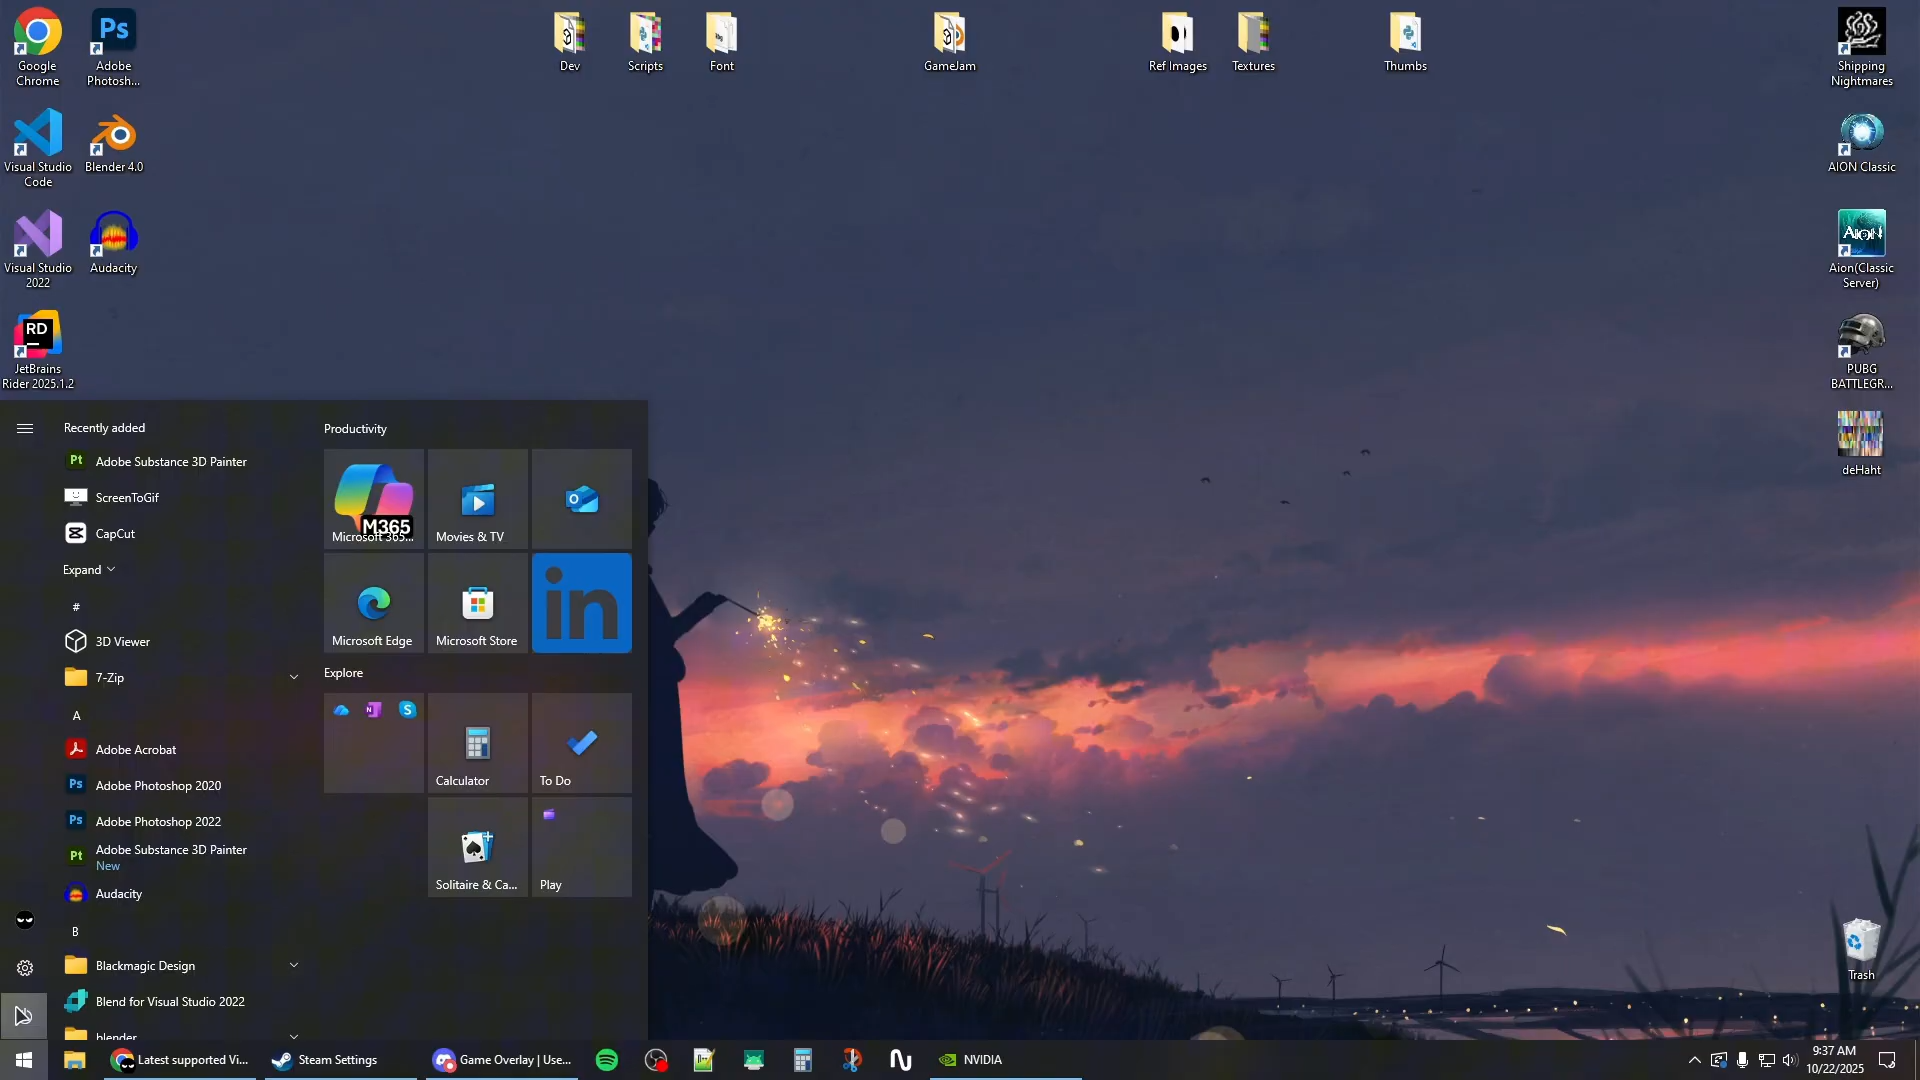 Google
Chrome
Adobe
Photosh...
Dev
Scripts
Font
GameJam
Ref Images
Textures
Thumbs
Shipping
Nightmares
Visual Studio
Code
Blender 4.0
AION Classic
Visual Studio
2022
Audacity
Aion(Classic
Server)
RD
JetBrains
Rider 2025.1.2
PUBG
BATTLEGR...
deHaht
Trash
Recently added
Adobe Substance 3D Painter
ScreenToGif
CapCut
Expand
#
3D Viewer
7-Zip
A
Adobe Acrobat
Adobe Photoshop 2020
Adobe Photoshop 2022
Adobe Substance 3D Painter
New
Audacity
B
Blackmagic Design
Blend for Visual Studio 2022
blender
Productivity
M365
Microsoft 365...
Movies & TV
Microsoft Edge
Microsoft Store
in
Explore
Calculator
To Do
Solitaire & Ca...
Play
Latest supported Vi...
Steam Settings
Game Overlay | Use...
NVIDIA
9:37 AM
10/22/2025